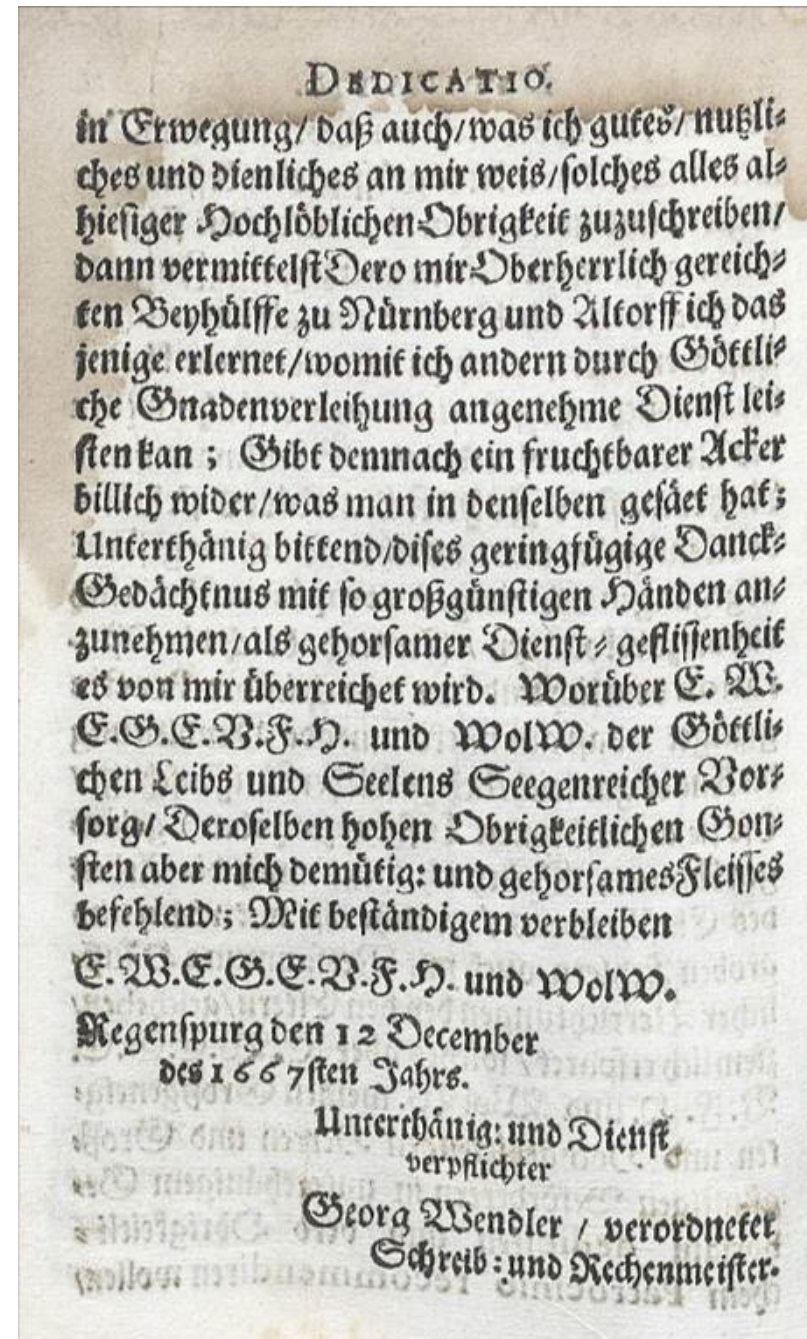 DEDICATIO.
in Erwegung/ daß auch/ was ich gutes/ nutzli-
ches und dienliches an mir weis/ solches alles al-
hiesiger Hochlöblichen Obrigkeit zuzuschreiben/
dann vermittelst Dero mir Oberherrlich gereich-
ten Beyhülffe zu Nürnberg und Altorff ich das
jenige erlernet/ womit ich andern durch Göttli-
che Gnadenverleihung angenehme Dienst lei-
sten kan ; Gibt demnach ein fruchtbarer Acker
billich wider/ was man in denselben gesäet hat;
Unterthänig bittend/ dises geringfügige Danck-
Gedächtnus mit so großgünstigen Händen an-
zunehmen/ als gehorsamer Dienst-geflissenheit
es von mir überreichet wird. Worüber E. W.
E.G.E.V.F.H. und WolW. der Göttli-
chen Leibs und Seelens Seegenreicher Vor-
sorg/ Deroselben hohen Obrigkeitlichen Gon-
sten aber mich demütig: und gehorsames Fleisses
befehlend; Mit beständigem verbleiben
E.W.E.G.E.V.F.H. und WolW.
Regenspurg den 12 December
des 1667sten Jahrs.
Unterthänig: und Dienst
verpflichter
Georg Wendler / verordneter
Schreib: und Rechenmeister.